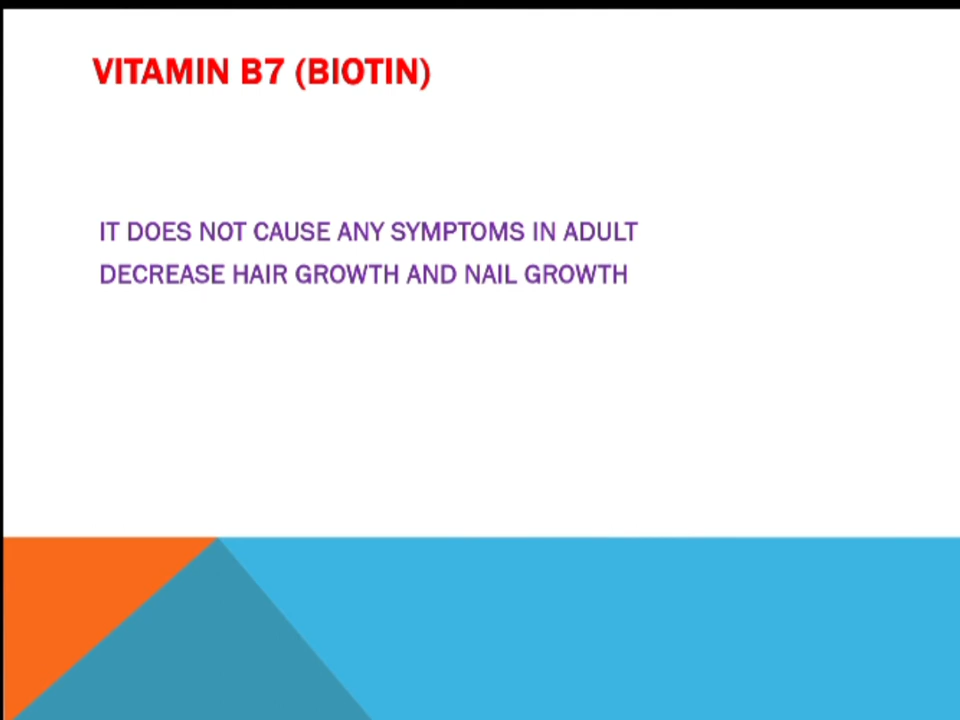 VITAMIN B7 (BIOTIN)
IT DOES NOT CAUSE ANY SYMPTOMS IN ADULT
DECREASE HAIR GROWTH AND NAIL GROWTH